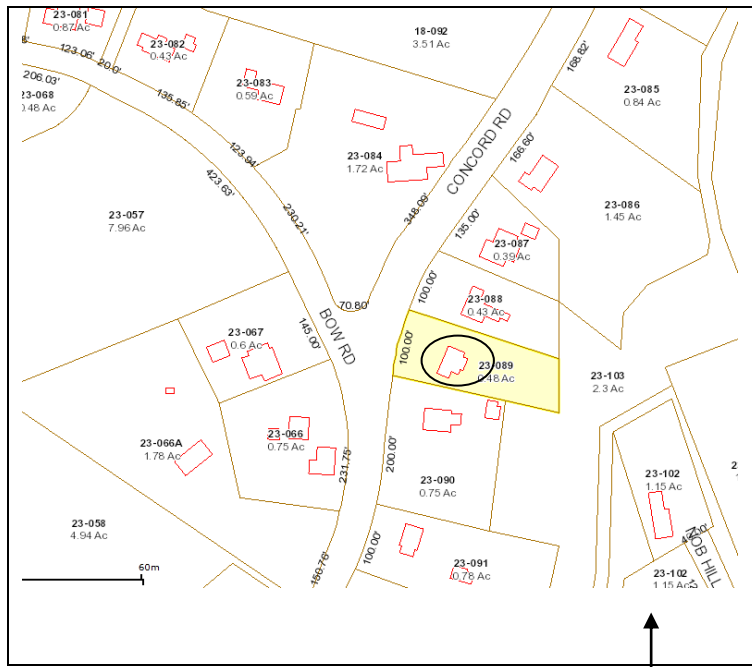 23-081
0.87 Ac
18-092
3.51 Ac
23-082
0.43 Ac
123.06'
20.0'
168.82'
206.03'
23-068
0.48 Ac
23-083
0.59 Ac
23-085
0.84 Ac
135.85'
123.94'
CONCORD RD
23-084
1.72 Ac
166.60'
423.63'
348.09'
23-086
1.45 Ac
23-057
7.96 Ac
230.21'
135.00'
23-087
0.39 Ac
100.00'
23-088
0.43 Ac
70.80'
BOW RD
145.00'
23-067
0.6 Ac
100.00'
23-089
0.48 Ac
23-103
2.3 Ac
23-066A
1.78 Ac
23-066
0.75 Ac
231.75'
200.00'
23-090
0.75 Ac
23-102
1.15 Ac
23-058
4.94 Ac
100.00'
150.76'
23-091
0.78 Ac
NOB HILL
60m
23-102
1.15 Ac